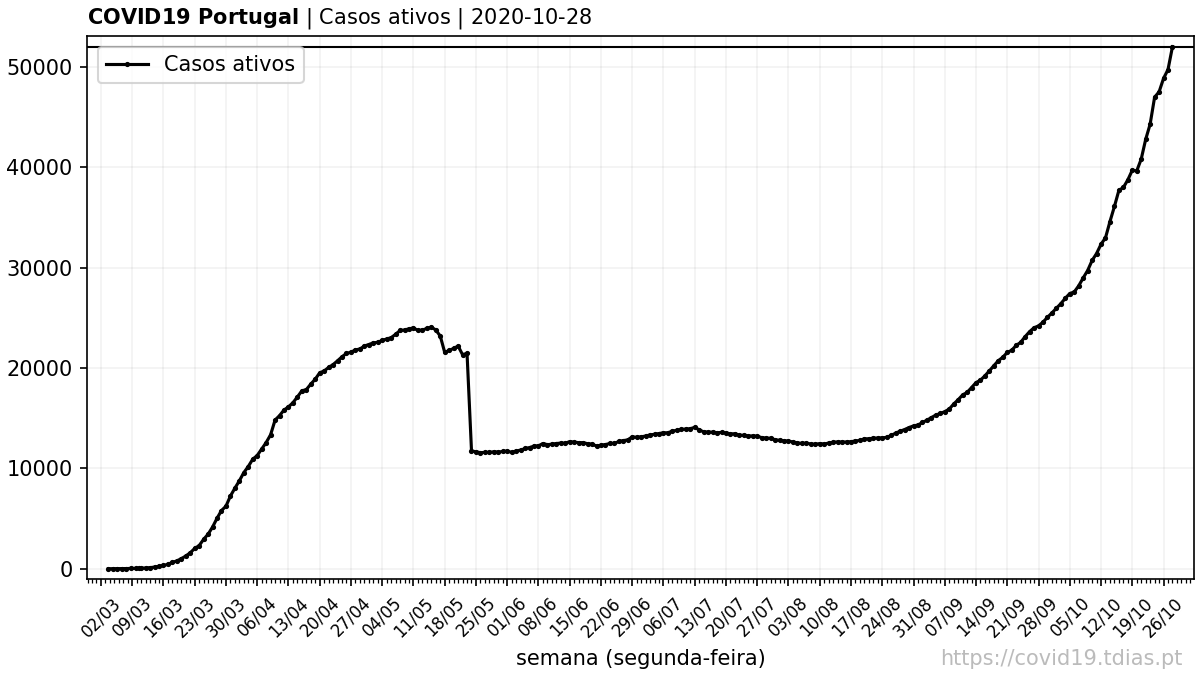 COVID19 Portugal | Casos ativos | 2020-10-28
Casos ativos
50000
40000
30000
20000
10000
0
02/03 09/03 16/03 23/03 30/03 06/04 13/04 20/04 27/04 04/05 11/05 18/05 25/05 01/06 08/06 15/06 22/06 29/06 06/07 13/07 20/07 27/07 03/08 10/08 17/08 24/08 31/08 07/09 14/09 21/09 28/09 05/10 12/10 19/10 26/10
semana (segunda-feira)
https://covid19.tdias.pt